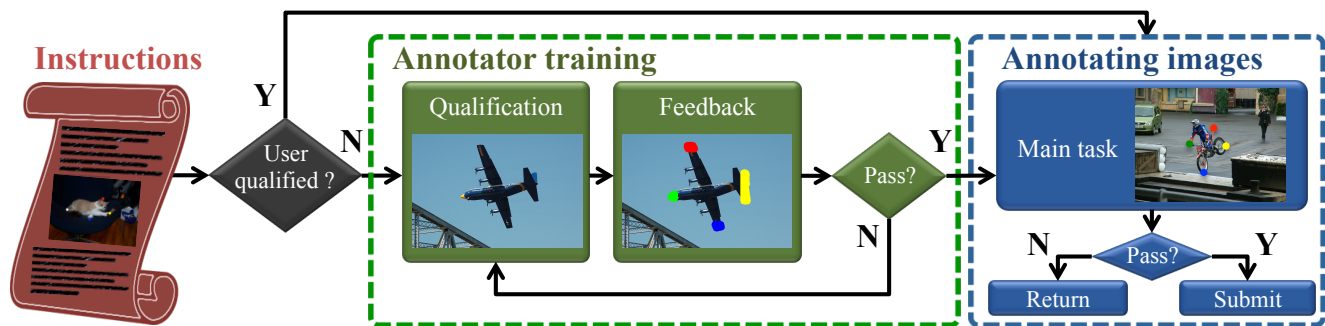 Instructions
Y
User
qualified ?
N
Annotator training
Qualification
Feedback
Pass?
Y
N
Annotating images
Main task
Pass?
N
Y
Return
Submit